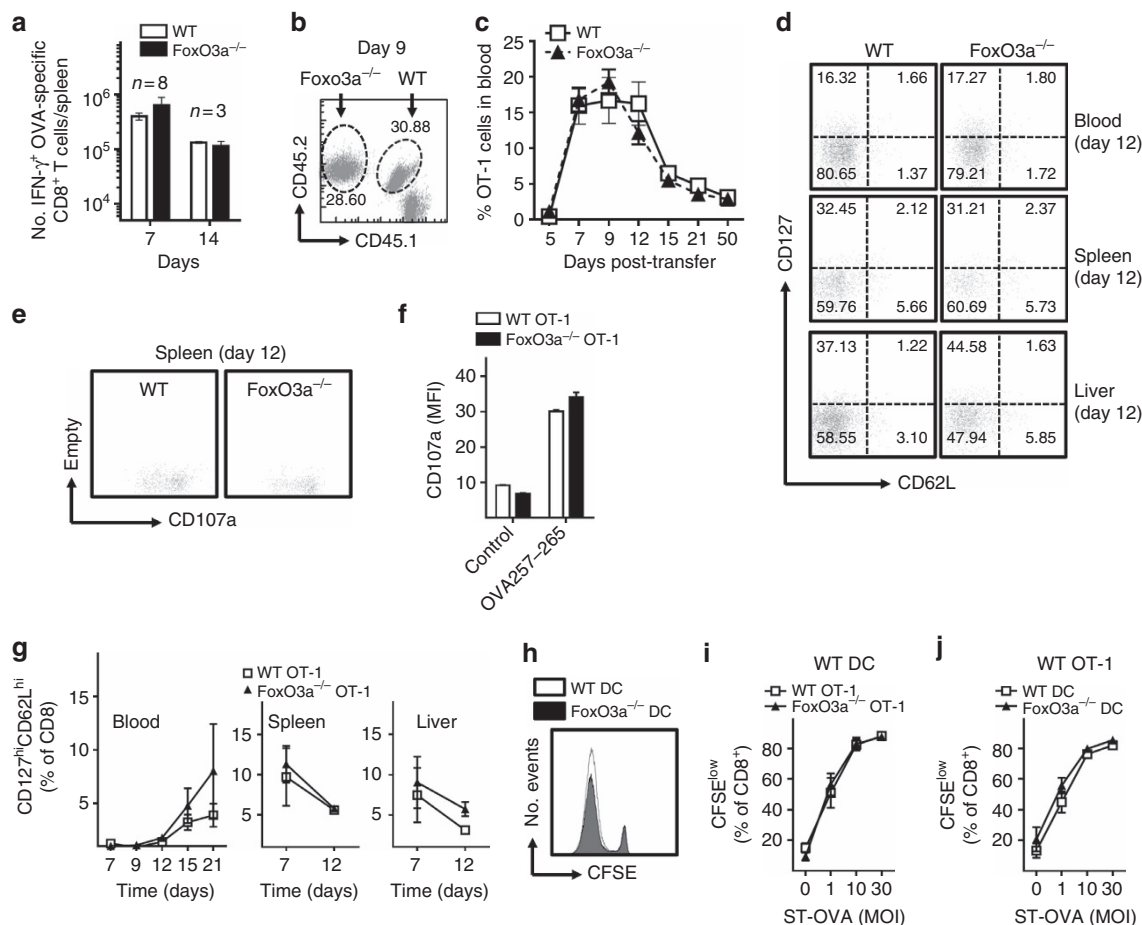 a
WT
FoxO3a–/–
No. IFN-γ+ OVA-specific
CD8+ T cells/spleen
10^6
10^5
10^4
n=8
n=3
7 14
Days
b
Day 9
Foxo3a–/– WT
30.88
28.60
CD45.2
CD45.1
c
WT
FoxO3a–/–
% OT-1 cells in blood
25
20
15
10
5
0
5 7 9 12 15 21 50
Days post-transfer
d
WT FoxO3a–/–
16.32 1.66 17.27 1.80
80.65 1.37 79.21 1.72
Blood
(day 12)
32.45 2.12 31.21 2.37
59.76 5.66 60.69 5.73
Spleen
(day 12)
37.13 1.22 44.58 1.63
58.55 3.10 47.94 5.85
Liver
(day 12)
CD127
CD62L
e
Spleen (day 12)
WT FoxO3a–/–
Empty
CD107a
f
WT OT-1
FoxO3a–/– OT-1
CD107a (MFI)
40
30
20
10
Control
OVA257–265
g
CD127hiCD62Lhi
(% of CD8)
WT OT-1
FoxO3a–/– OT-1
Blood
15
10
5
7 9 12 15 21
Time (days)
Spleen
15
10
5
7 12
Time (days)
Liver
15
10
5
7 12
Time (days)
h
WT DC
FoxO3a–/– DC
No. events
CFSE
i
WT DC
WT OT-1
FoxO3a–/– OT-1
CFSElow
(% of CD8+)
80
60
40
20
0 1 10 30
ST-OVA (MOI)
j
WT OT-1
WT DC
FoxO3a–/– DC
CFSElow
(% of CD8+)
80
60
40
20
0 1 10 30
ST-OVA (MOI)